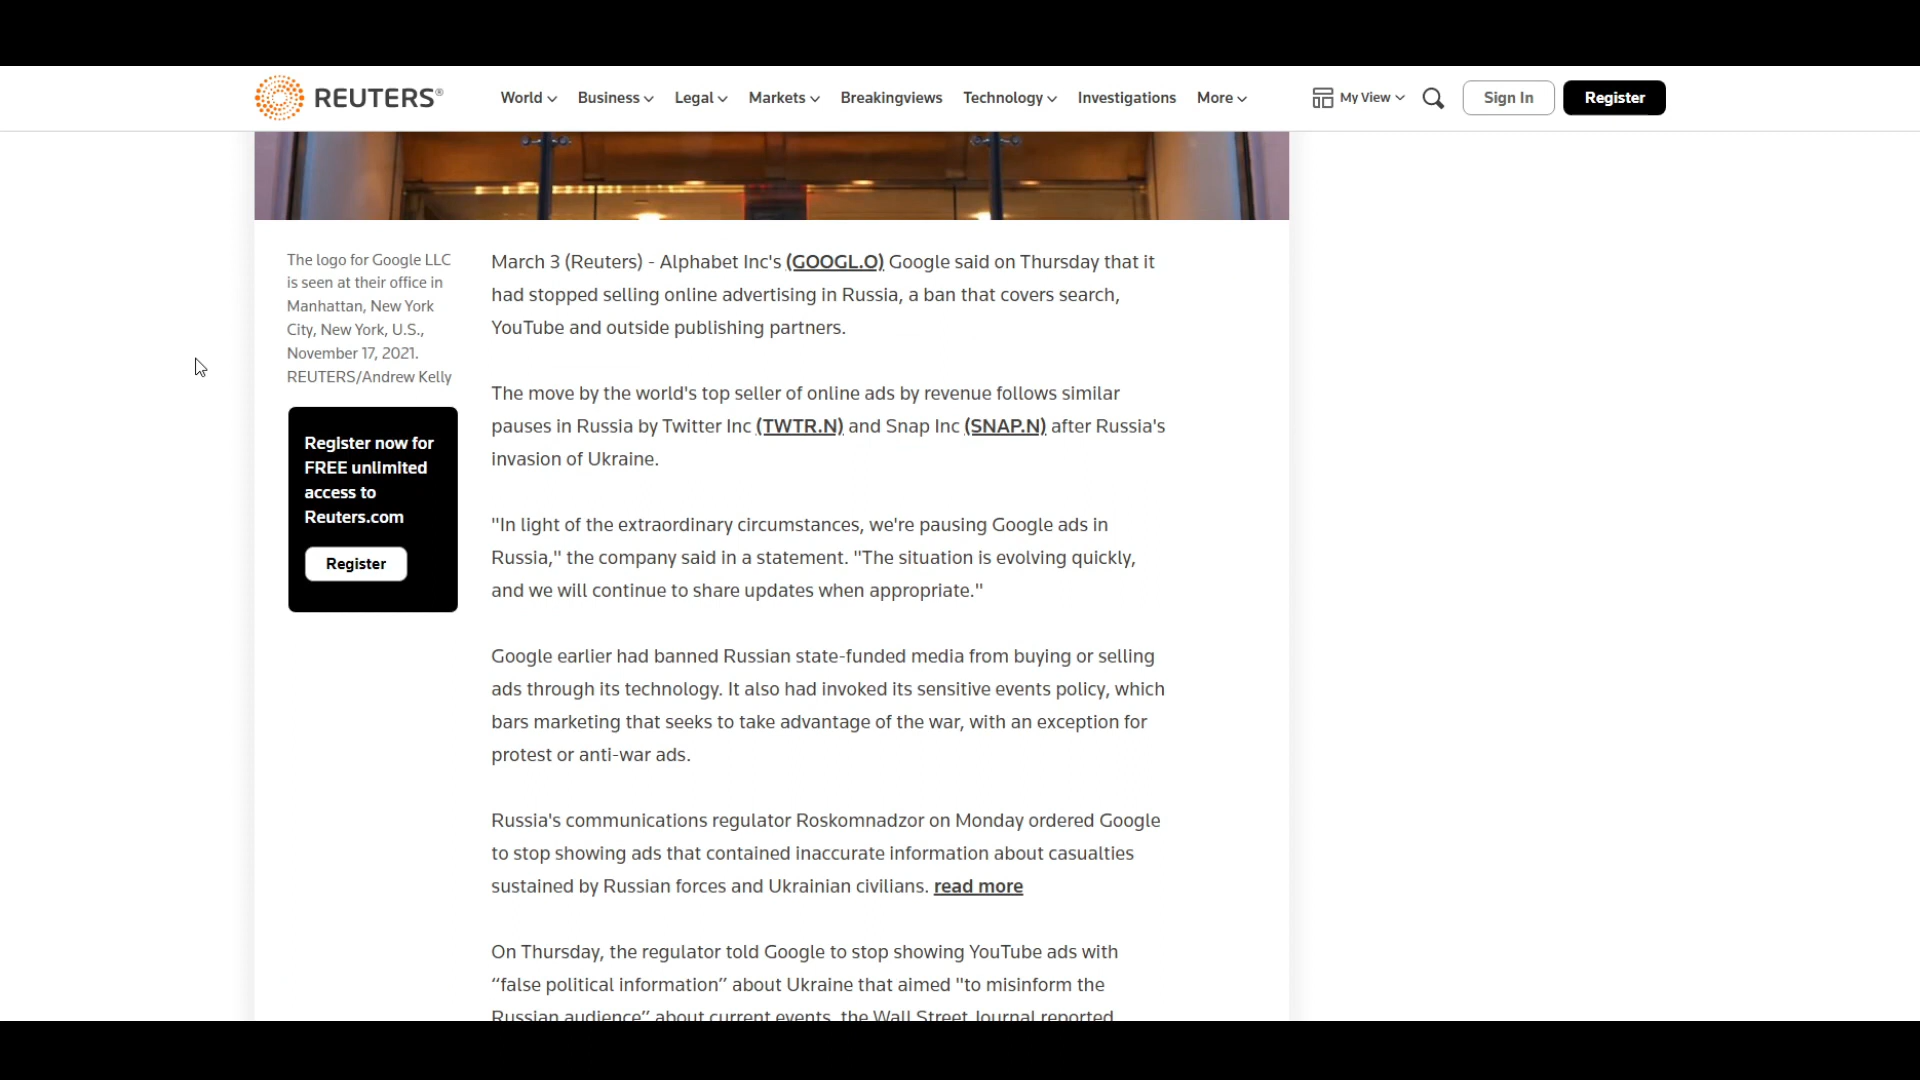 REUTERS®
World Business Legal Markets Breakingviews Technology Investigations More My View Sign In Register
The logo for Google LLC
is seen at their office in
Manhattan, New York
City, New York, U.S.,
November 17, 2021.
REUTERS/Andrew Kelly
Register now for
FREE unlimited
access to
Reuters.com
Register
March 3 (Reuters) - Alphabet Inc's (GOOGL.O) Google said on Thursday that it
had stopped selling online advertising in Russia, a ban that covers search,
YouTube and outside publishing partners.
The move by the world's top seller of online ads by revenue follows similar
pauses in Russia by Twitter Inc (TWTR.N) and Snap Inc (SNAP.N) after Russia's
invasion of Ukraine.
"In light of the extraordinary circumstances, we're pausing Google ads in
Russia," the company said in a statement. "The situation is evolving quickly,
and we will continue to share updates when appropriate."
Google earlier had banned Russian state-funded media from buying or selling
ads through its technology. It also had invoked its sensitive events policy, which
bars marketing that seeks to take advantage of the war, with an exception for
protest or anti-war ads.
Russia's communications regulator Roskomnadzor on Monday ordered Google
to stop showing ads that contained inaccurate information about casualties
sustained by Russian forces and Ukrainian civilians. read more
On Thursday, the regulator told Google to stop showing YouTube ads with
“false political information” about Ukraine that aimed "to misinform the
Russian audience” about current events, the Wall Street Journal reported.